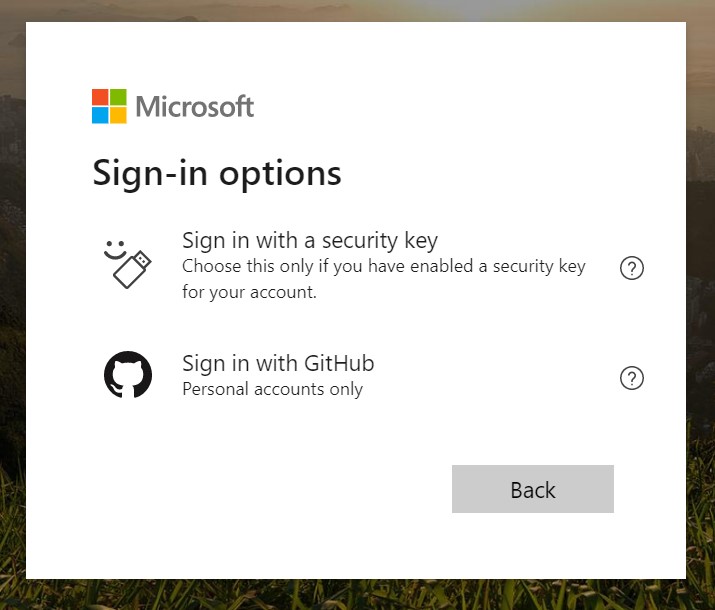 Microsoft
Sign-in options
Sign in with a security key
Choose this only if you have enabled a security key
for your account.
?
Sign in with GitHub
Personal accounts only
?
Back